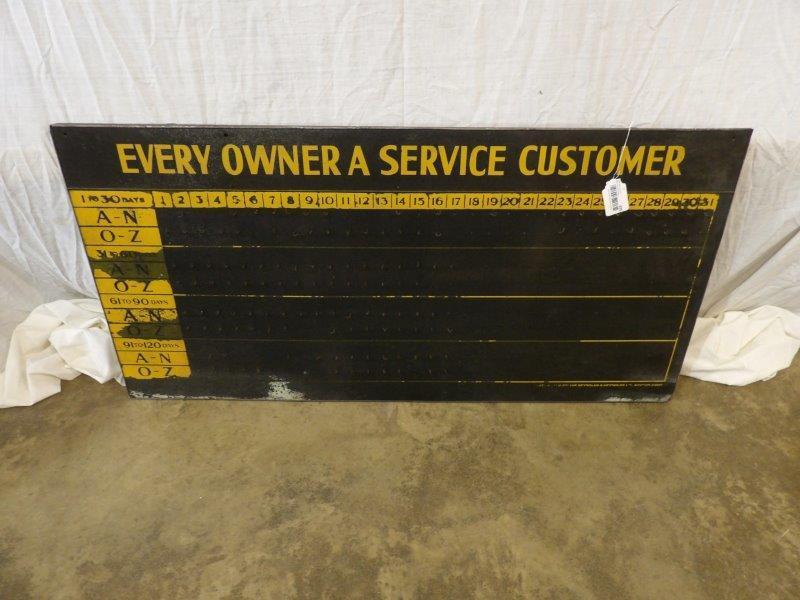 EVERY OWNER A SERVICE CUSTOMER
1 TO 30 DAYS 1 2 3 4 5 6 7 8 9 10 11 12 13 14 15 16 17 18 19 20 21 22 23 24 27 28 29 30 31
A-N
O-Z
A-N
O-Z
61 TO 90 DAYS
A-N
O-Z
91 TO 120 DAYS
A-N
O-Z